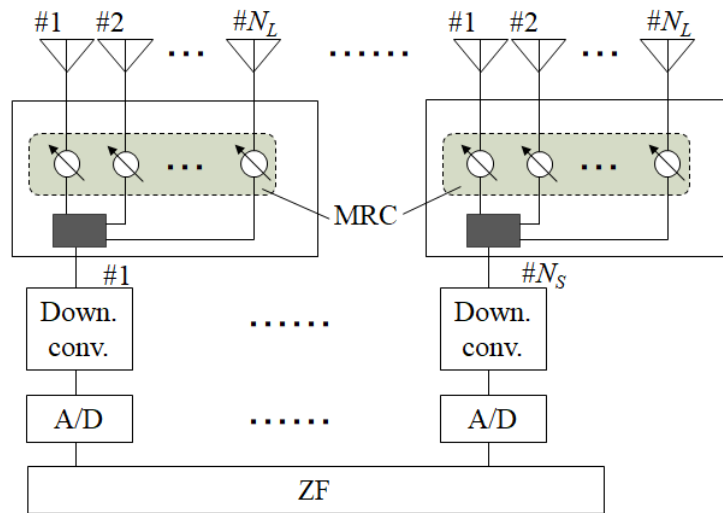 #1 #2 #N_L #1 #2 #N_L
MRC
#1 #N_S
Down. conv. Down. conv.
A/D A/D
ZF